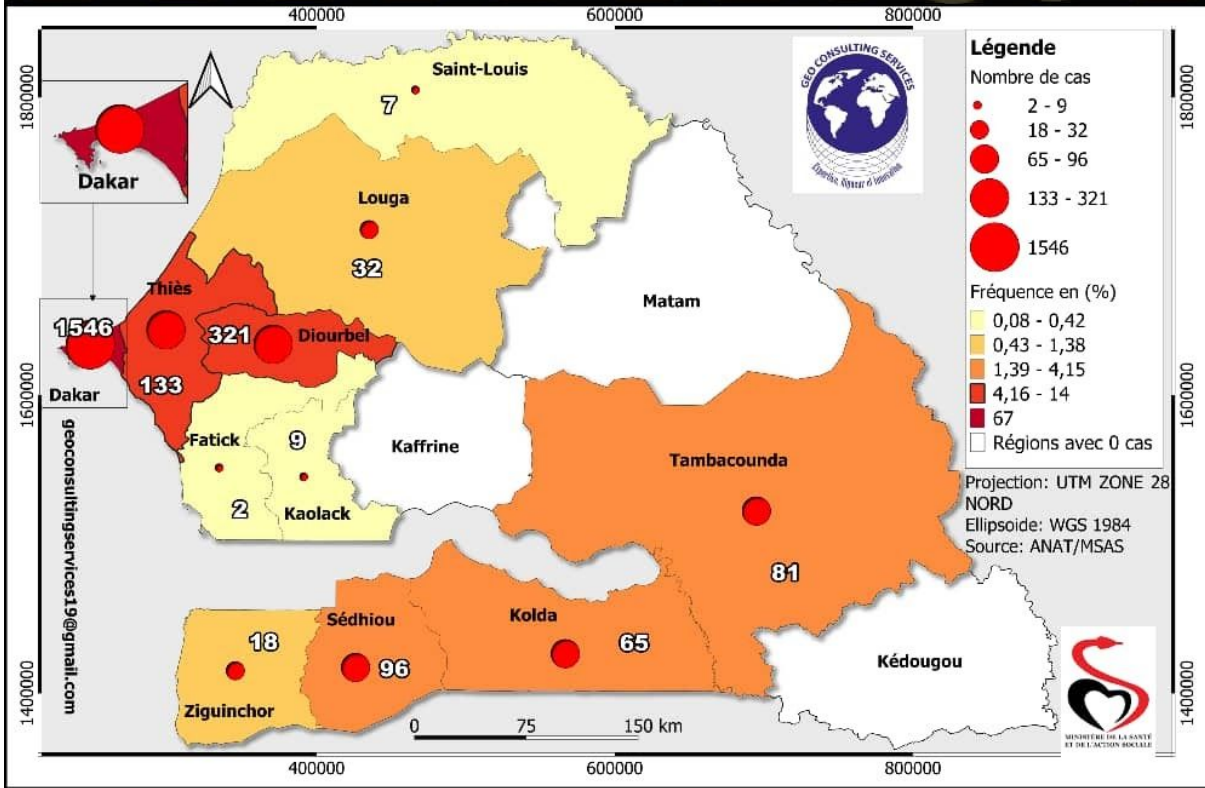 400000
600000
800000
1800000
1600000
1400000
Dakar
1546
Dakar
Saint-Louis
7
Louga
32
Thiès
133
321
Diourbel
Matam
Fatick
2
9
Kaolack
Kaffrine
Tambacounda
81
Sédhiou
96
Kolda
65
18
Ziguinchor
Kédougou
0
75
150 km
geoconsultingservices19@gmail.com
GEO CONSULTING SERVICES
Expertise, Rigueur et Innovation
Légende
Nombre de cas
2 - 9
18 - 32
65 - 96
133 - 321
1546
Fréquence en (%)
0,08 - 0,42
0,43 - 1,38
1,39 - 4,15
4,16 - 14
67
Régions avec 0 cas
Projection: UTM ZONE 28
NORD
Ellipsoide: WGS 1984
Source: ANAT/MSAS
1800000
1600000
1400000
MINISTÈRE DE LA SANTÉ
ET DE L'ACTION SOCIALE
400000
600000
800000